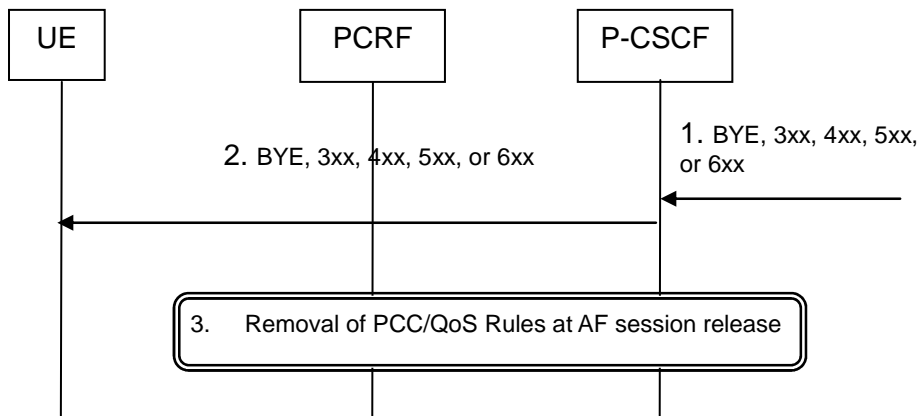 UE
PCRF
P-CSCF
1. BYE, 3xx, 4xx, 5xx,
or 6xx
2. BYE, 3xx, 4xx, 5xx, or 6xx
3. Removal of PCC/QoS Rules at AF session release